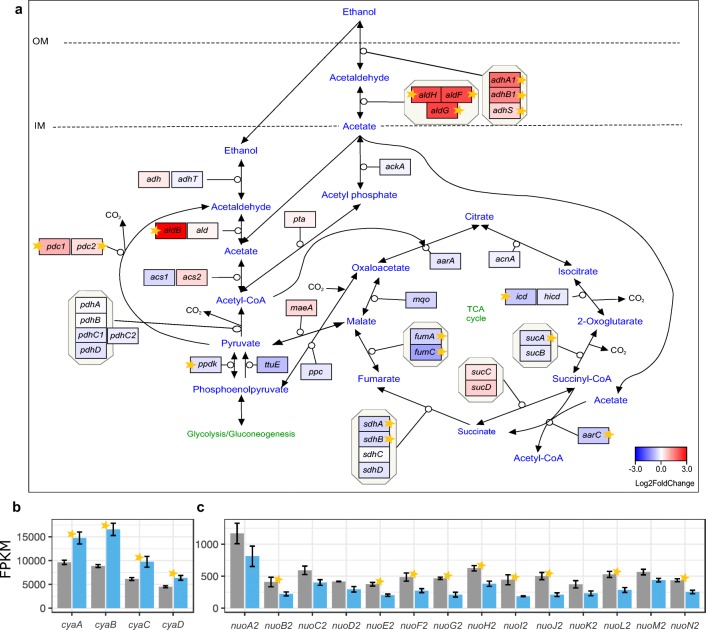 a
Ethanol
OM
Acetaldehyde
adhA1
adhB1
adhS
aldH aldF
aldG
IM
Acetate
Ethanol
adh adhT
ackA
Acetyl phosphate
Acetaldehyde
CO2
pdc1 pdc2
aldB ald
pta
Citrate
Acetate
aarA
acnA
Oxaloacetate
Isocitrate
acs1 acs2
CO2
CO2
Acetyl-CoA
mqo
icd hicd
pdhA
pdhB
pdhC1 pdhC2
pdhD
CO2
maeA
TCA
cycle
Malate
2-Oxoglutarate
Pyruvate
fumA
fumC
sucA
sucB
CO2
ppdk ttuE
ppc
sucC
sucD
Phosphoenolpyruvate
Fumarate
Succinyl-CoA
Acetate
sdhA
sdhB
sdhC
sdhD
Glycolysis/Gluconeogenesis
Succinate
aarC
Acetyl-CoA
-3.0 0.0 3.0
Log2FoldChange
b
c
FPKM
15000
10000
5000
0
cyaA cyaB cyaC cyaD
1000
500
0
nuoA2 nuoB2 nuoC2 nuoD2 nuoE2 nuoF2 nuoG2 nuoH2 nuoI2 nuoJ2 nuoK2 nuoL2 nuoM2 nuoN2